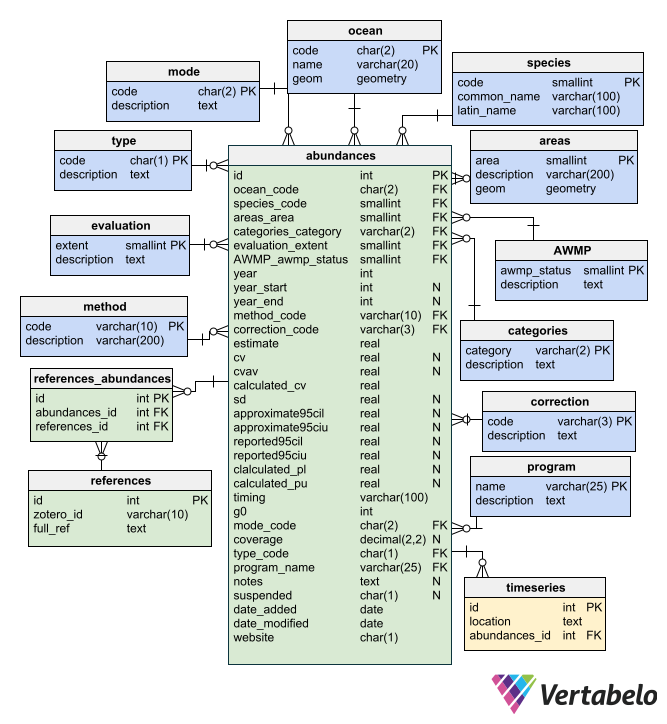 ocean
code char(2) PK
name varchar(20)
geom geometry
mode
code char(2) PK
description text
species
code smallint PK
common_name varchar(100)
latin_name varchar(100)
type
code char(1) PK
description text
areas
area smallint PK
description varchar(200)
geom geometry
evaluation
extent smallint PK
description text
AWMP
awmp_status smallint PK
description text
method
code varchar(10) PK
description varchar(200)
categories
category varchar(2) PK
description text
references_abundances
id int PK
abundances_id int FK
references_id int FK
correction
code varchar(3) PK
description text
references
id int PK
zotero_id varchar(10)
full_ref text
program
name varchar(25) PK
description text
timeseries
id int PK
location text
abundances_id int FK
abundances
id int PK
ocean_code char(2) FK
species_code smallint FK
areas_area smallint FK
categories_category varchar(2) FK
evaluation_extent smallint FK
AWMP_awmp_status smallint FK
year int
year_start int N
year_end int N
method_code varchar(10) FK
correction_code varchar(3) FK
estimate real
cv real N
cvav real N
calculated_cv real
sd real N
approximate95cil real N
approximate95ciu real N
reported95cil real N
reported95ciu real N
clalculated_pl real N
calculated_pu real N
timing varchar(100)
g0 int
mode_code char(2) FK
coverage decimal(2,2) N
type_code char(1) FK
program_name varchar(25) FK
notes text N
suspended char(1) N
date_added date
date_modified date
website char(1)
Vertabelo